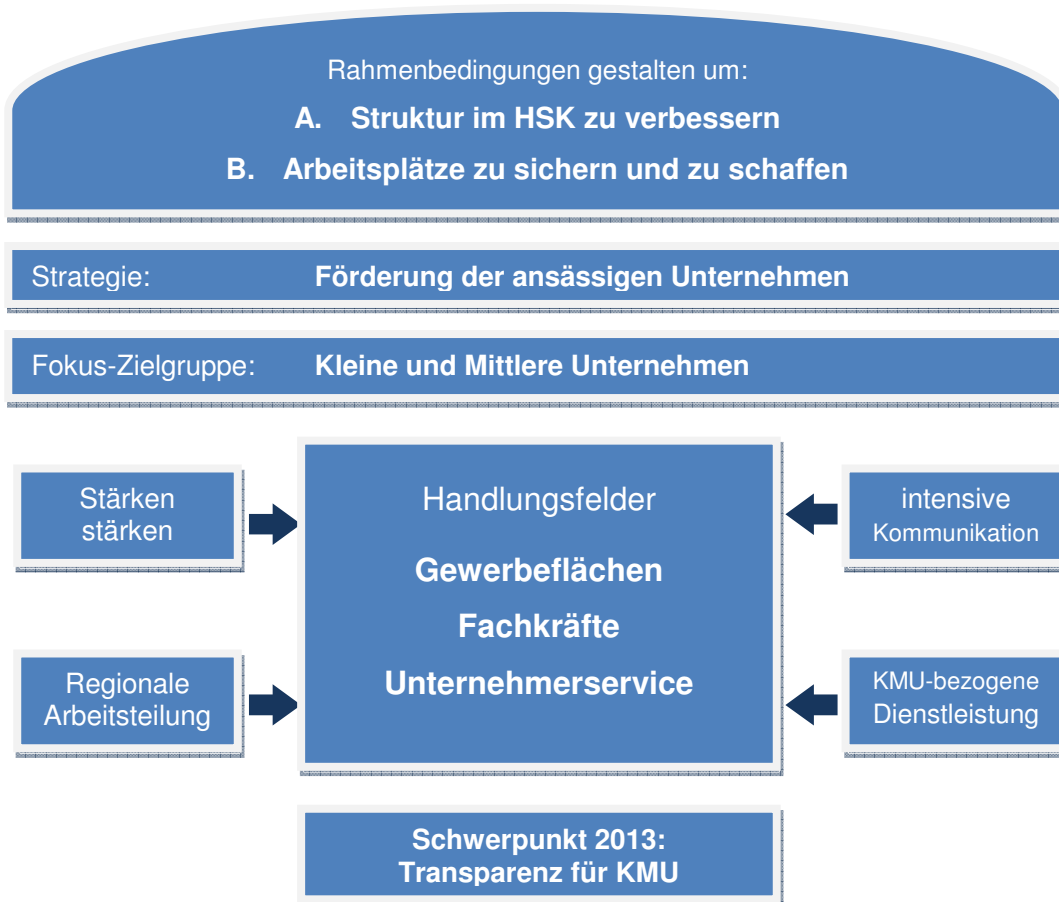 Rahmenbedingungen gestalten um:
A. Struktur im HSK zu verbessern
B. Arbeitsplätze zu sichern und zu schaffen
Strategie: Förderung der ansässigen Unternehmen
Fokus-Zielgruppe: Kleine und Mittlere Unternehmen
Stärken
stärken
Regionale
Arbeitsteilung
Handlungsfelder
Gewerbeflächen
Fachkräfte
Unternehmerservice
intensive
Kommunikation
KMU-bezogene
Dienstleistung
Schwerpunkt 2013:
Transparenz für KMU